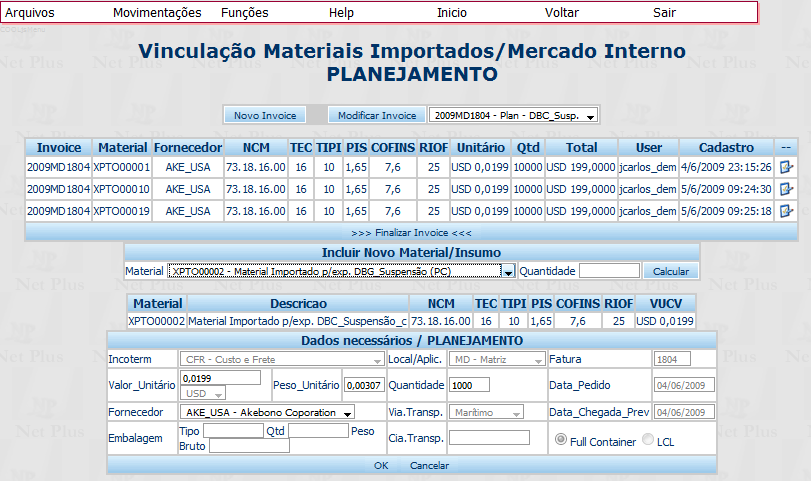 Arquivos Movimentações Funções Help Inicio Voltar Sair
Vinculação Materiais Importados/Mercado Interno
PLANEJAMENTO
Novo Invoice Modificar Invoice 2009MD1804 - Plan - DBC_Susp.
Invoice Material Fornecedor NCM TEC TIPI PIS COFINS RIOF Unitário Qtd Total User Cadastro --
2009MD1804 XPTO00001 AKE_USA 73.18.16.00 16 10 1,65 7,6 25 USD 0,0199 10000 USD 199,0000 jcarlos_dem 4/6/2009 23:15:26
2009MD1804 XPTO00010 AKE_USA 73.18.16.00 16 10 1,65 7,6 25 USD 0,0199 10000 USD 199,0000 jcarlos_dem 5/6/2009 09:24:30
2009MD1804 XPTO00019 AKE_USA 73.18.16.00 16 10 1,65 7,6 25 USD 0,0199 10000 USD 199,0000 jcarlos_dem 5/6/2009 09:25:18
>>> Finalizar Invoice <<<
Incluir Novo Material/Insumo
Material XPTO00002 - Material Importado p/exp. DBG_Suspensão (PC) Quantidade Calcular
Material Descricao NCM TEC TIPI PIS COFINS RIOF VUCV
XPTO00002 Material Importado p/exp. DBC_Suspensão_c 73.18.16.00 16 10 1,65 7,6 25 USD 0,0199
Dados necessários / PLANEJAMENTO
Incoterm CFR - Custo e Frete Local/Aplic. MD - Matriz Fatura 1804
Valor_Unitário 0,0199 USD Peso_Unitário 0,00307 Quantidade 1000 Data_Pedido 04/06/2009
Fornecedor AKE_USA - Akebono Coporation Via.Transp. Marítimo Data_Chegada_Prev 04/06/2009
Embalagem Tipo Qtd Peso Bruto Cia.Transp. Full Container LCL
OK Cancelar